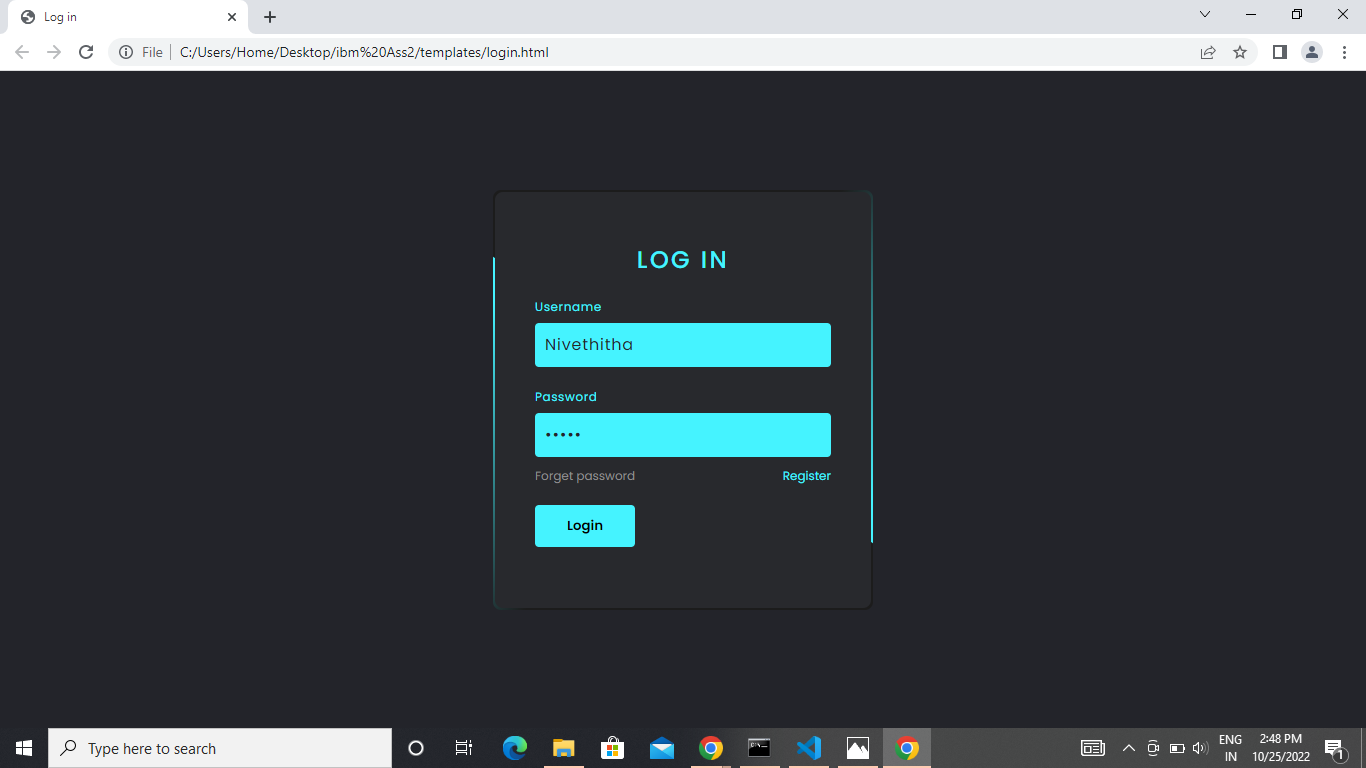 Log in
File
C:/Users/Home/Desktop/ibm%20Ass2/templates/login.html
LOG IN
Username
Nivethitha
Password
•••••
Forget password
Register
Login
Type here to search
ENG
IN
2:48 PM
10/25/2022
1